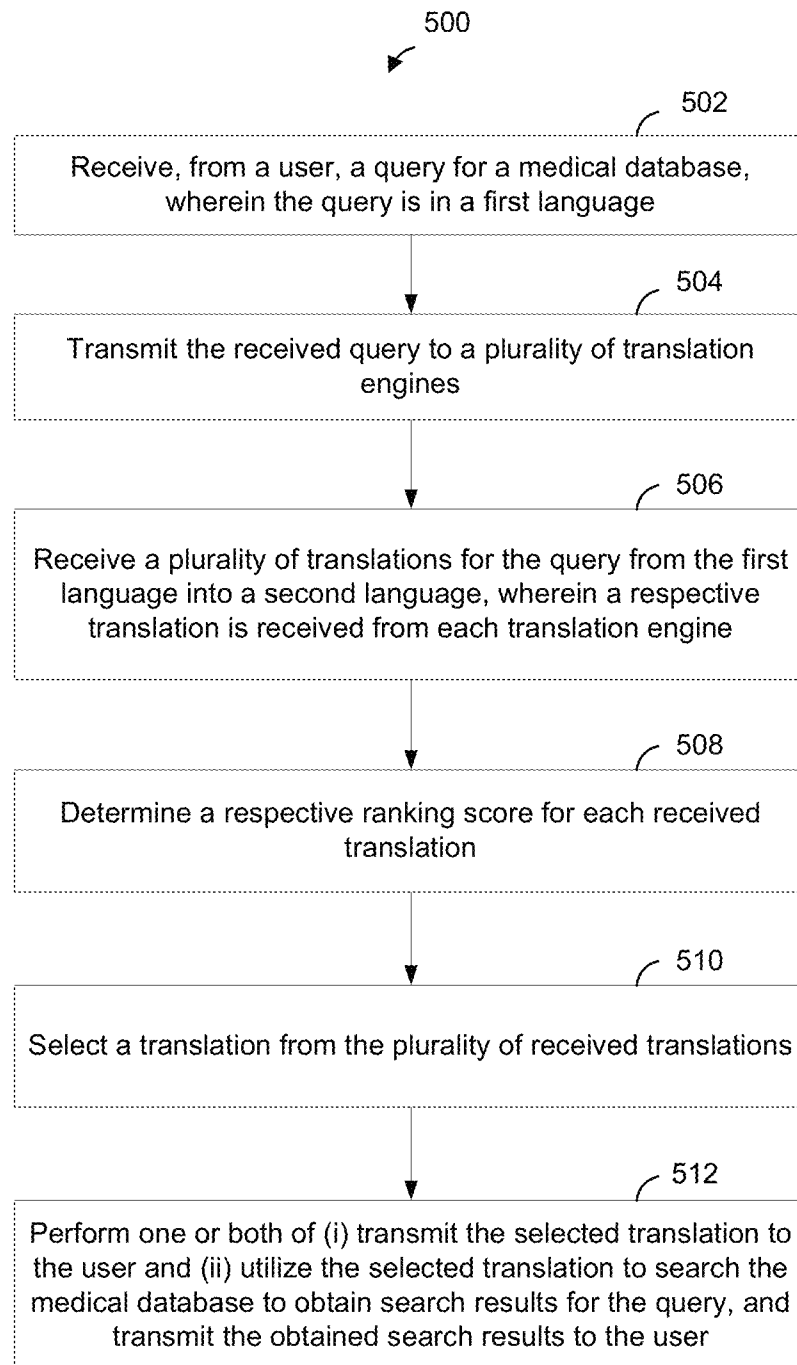 500
502
Receive, from a user, a query for a medical database,
wherein the query is in a first language
504
Transmit the received query to a plurality of translation
engines
506
Receive a plurality of translations for the query from the first
language into a second language, wherein a respective
translation is received from each translation engine
508
Determine a respective ranking score for each received
translation
510
Select a translation from the plurality of received translations
512
Perform one or both of (i) transmit the selected translation to
the user and (ii) utilize the selected translation to search the
medical database to obtain search results for the query, and
transmit the obtained search results to the user